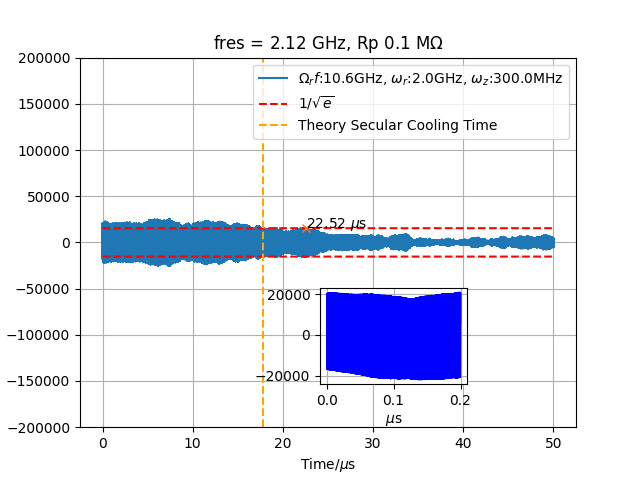 fres = 2.12 GHz, Rp 0.1 MΩ
Ω_rf:10.6GHz, ω_r:2.0GHz, ω_z:300.0MHz
1/√e
Theory Secular Cooling Time
200000
150000
100000
50000
0
−50000
−100000
−150000
−200000
22.52 μs
20000
0
−20000
0.0 0.1 0.2
μs
0 10 20 30 40 50
Time/μs